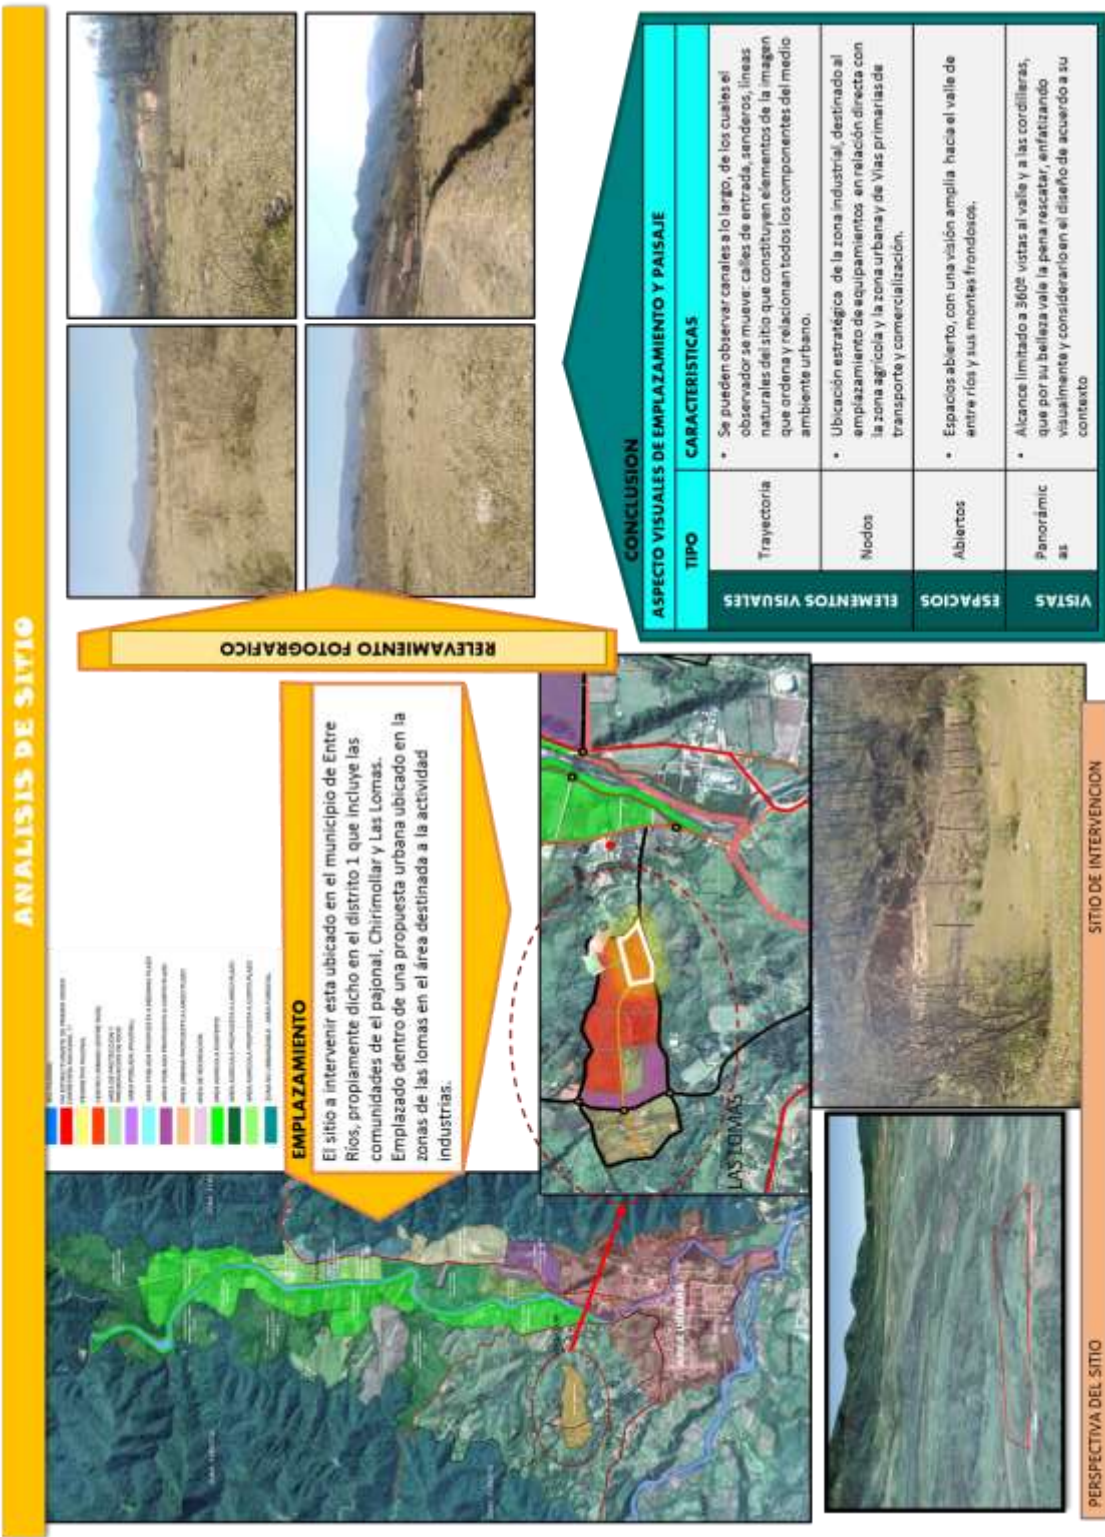 ANALISIS DE SITIO
EMPLAZAMIENTO
El sitio a intervenir esta ubicado en el municipio de Entre
Ríos, propiamente dicho en el distrito 1 que incluye las
comunidades de el pajonal, Chirimollar y Las Lomas.
Emplazado dentro de una propuesta urbana ubicado en la
zonas de las lomas en el área destinada a la actividad
industrias.
LAS LOMAS
RELEVAMIENTO FOTOGRAFICO
PERSPECTIVA DEL SITIO
SITIO DE INTERVENCION
CONCLUSION
ASPECTO VISUALES DE EMPLAZAMIENTO Y PAISAJE
TIPO
CARACTERISTICAS
ELEMENTOS VISUALES
Trayectoria
• Se pueden observar canales a lo largo, de los cuales el
observador se mueve: calles de entrada, senderos, líneas
naturales del sitio que constituyen elementos de la imagen
que ordena y relacionan todos los componentes del medio
ambiente urbano.
Nodos
• Ubicación estratégica de la zona industrial, destinado al
emplazamiento de equipamientos en relación directa con
la zona agrícola y la zona urbana y de Vías primarias de
transporte y comercialización.
ESPACIOS
Abiertos
• Espacios abierto, con una visión amplia hacia el valle de
entre ríos y sus montes frondosos.
VISTAS
Panorámic
as
• Alcance limitado a 360º vistas al valle y a las cordilleras,
que por su belleza vale la pena rescatar, enfatizando
visualmente y considerarlo en el diseño de acuerdo a su
contexto